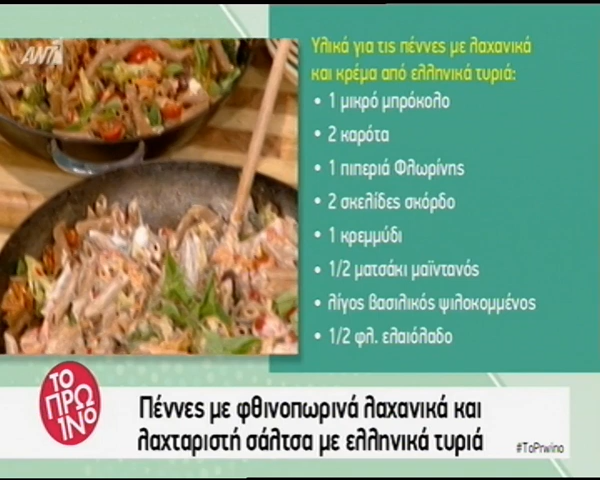 ΑΝΤ1
Υλικά για τις πέννες με λαχανικά
και κρέμα από ελληνικά τυριά:
• 1 μικρό μπρόκολο
• 2 καρότα
• 1 πιπεριά Φλωρίνης
• 2 σκελίδες σκόρδο
• 1 κρεμμύδι
• 1/2 ματσάκι μαϊντανός
• λίγος βασιλικός ψιλοκομμένος
• 1/2 φλ. ελαιόλαδο
ΤΟ
ΠΡΩ
ΙΝΟ
Πέννες με φθινοπωρινά λαχανικά και
λαχταριστή σάλτσα με ελληνικά τυριά
#ToPrwino